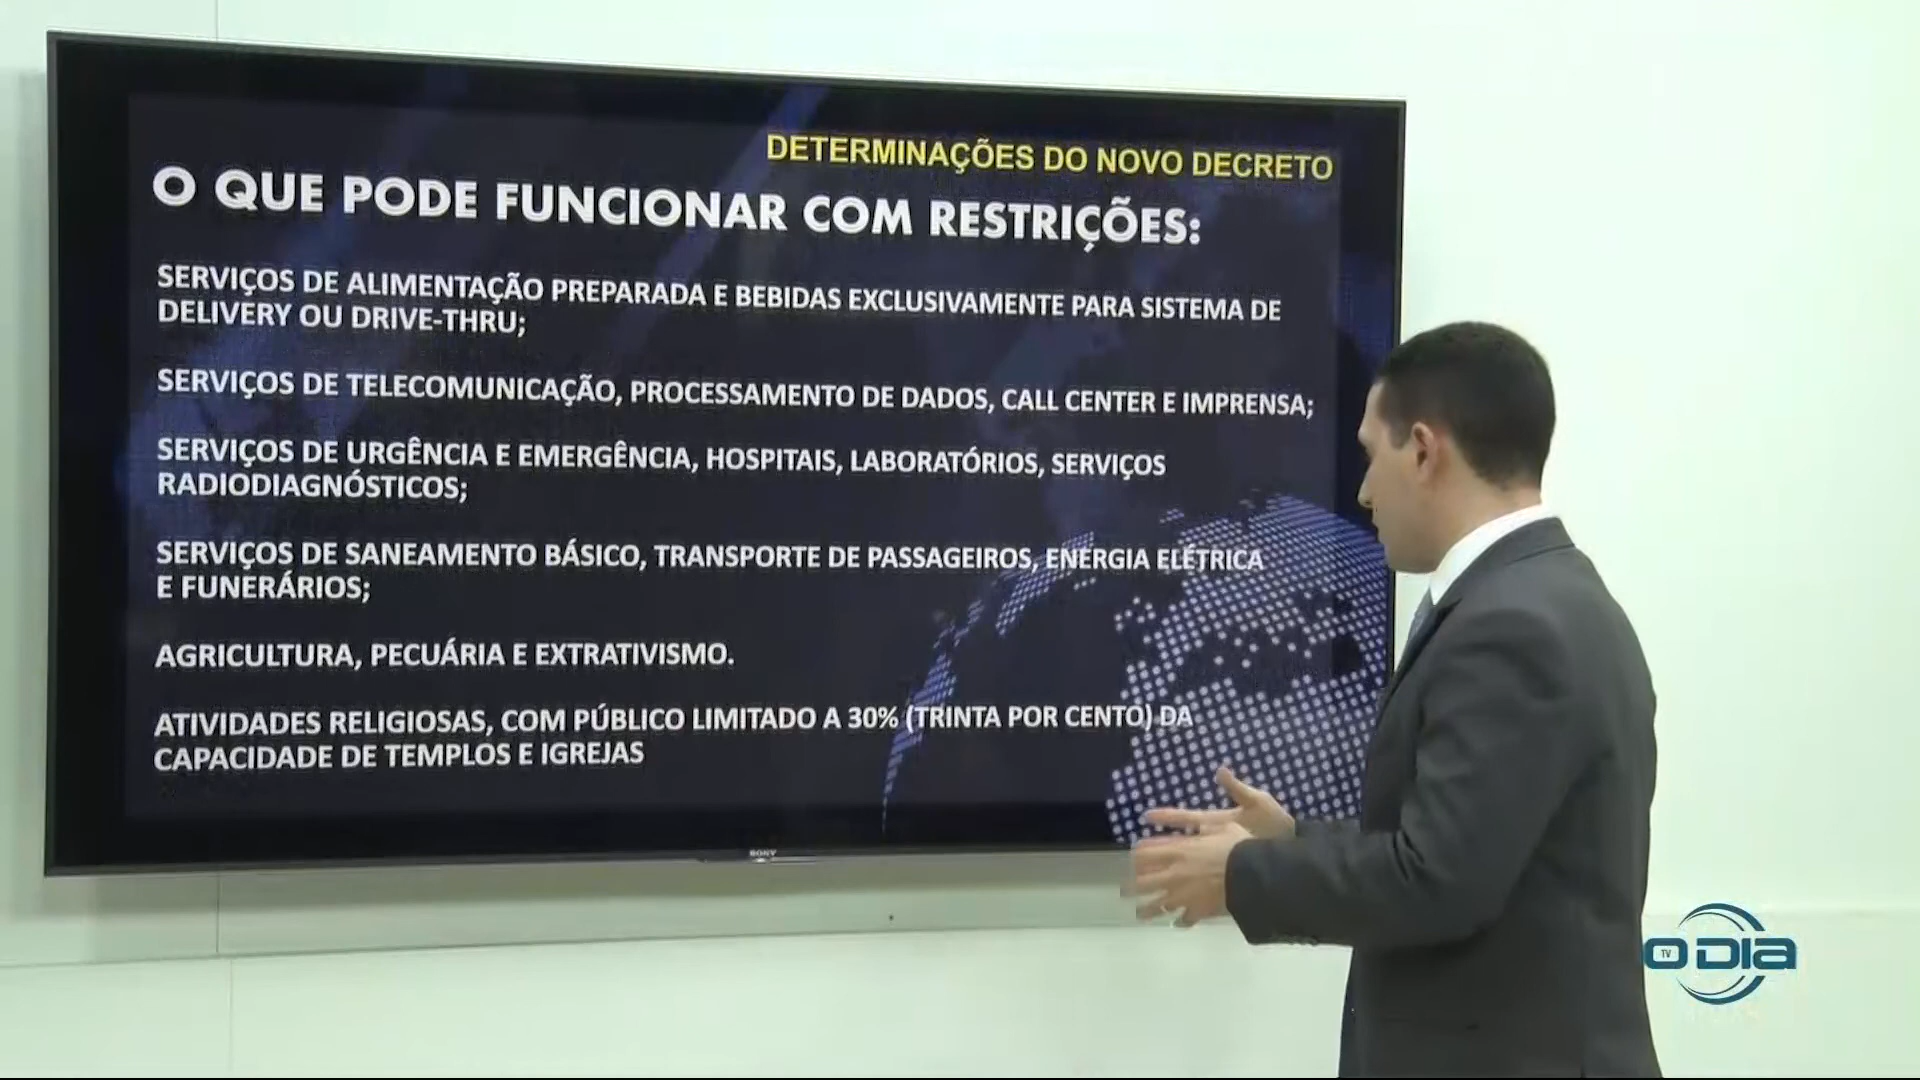 DETERMINAÇÕES DO NOVO DECRETO
O QUE PODE FUNCIONAR COM RESTRIÇÕES:
SERVIÇOS DE ALIMENTAÇÃO PREPARADA E BEBIDAS EXCLUSIVAMENTE PARA SISTEMA DE
DELIVERY OU DRIVE-THRU;
SERVIÇOS DE TELECOMUNICAÇÃO, PROCESSAMENTO DE DADOS, CALL CENTER E IMPRENSA;
SERVIÇOS DE URGÊNCIA E EMERGÊNCIA, HOSPITAIS, LABORATÓRIOS, SERVIÇOS
RADIODIAGNÓSTICOS;
SERVIÇOS DE SANEAMENTO BÁSICO, TRANSPORTE DE PASSAGEIROS, ENERGIA ELÉTRICA
E FUNERÁRIOS;
AGRICULTURA, PECUÁRIA E EXTRATIVISMO.
ATIVIDADES RELIGIOSAS, COM PÚBLICO LIMITADO A 30% (TRINTA POR CENTO) DA
CAPACIDADE DE TEMPLOS E IGREJAS
SONY
TV
O DIA